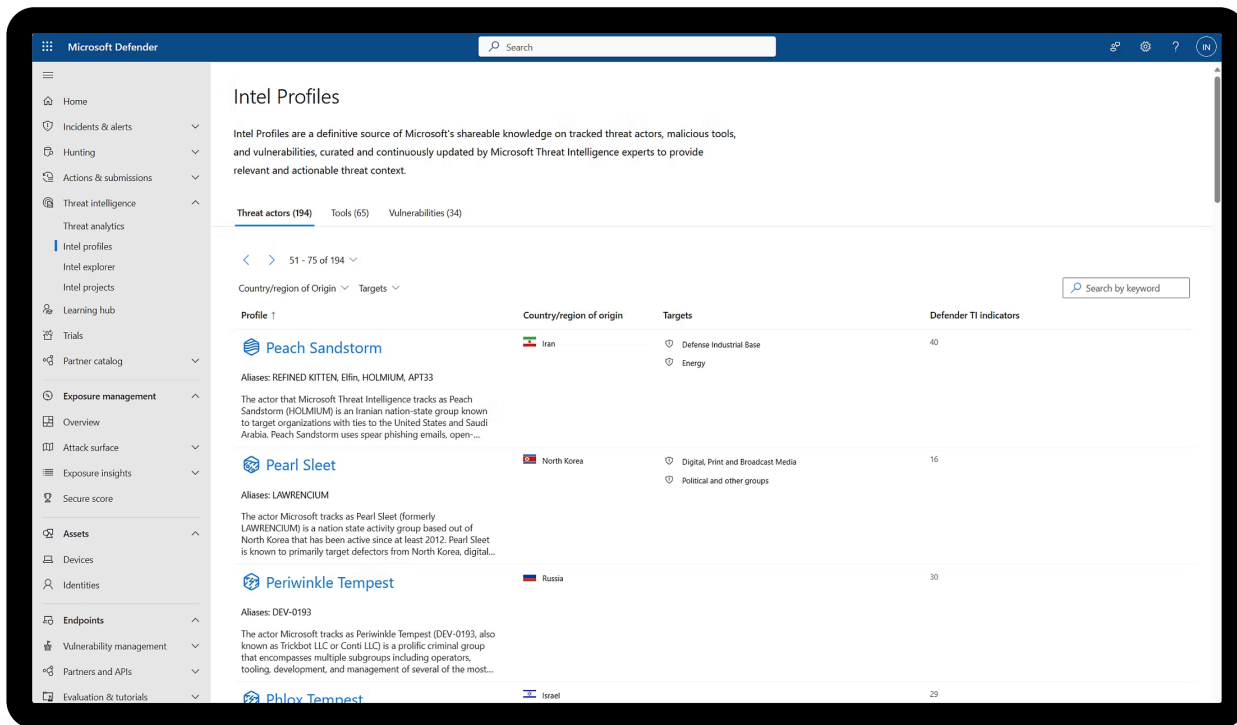 Microsoft Defender
Search
IN
Home
Incidents & alerts
Hunting
Actions & submissions
Threat intelligence
Threat analytics
Intel profiles
Intel explorer
Intel projects
Learning hub
Trials
Partner catalog
Exposure management
Overview
Attack surface
Exposure insights
Secure score
Assets
Devices
Identities
Endpoints
Vulnerability management
Partners and APIs
Evaluation & tutorials
Intel Profiles
Intel Profiles are a definitive source of Microsoft's shareable knowledge on tracked threat actors, malicious tools,
and vulnerabilities, curated and continuously updated by Microsoft Threat Intelligence experts to provide
relevant and actionable threat context.
Threat actors (194) Tools (65) Vulnerabilities (34)
51 - 75 of 194
Country/region of Origin Targets
Search by keyword
Profile ↑ Country/region of origin Targets Defender TI indicators
Peach Sandstorm
Iran
Defense Industrial Base
Energy
40
Aliases: REFINED KITTEN, Elfin, HOLMIUM, APT33
The actor that Microsoft Threat Intelligence tracks as Peach
Sandstorm (HOLMIUM) is an Iranian nation-state group known
to target organizations with ties to the United States and Saudi
Arabia. Peach Sandstorm uses spear phishing emails, open-...
Pearl Sleet
North Korea
Digital, Print and Broadcast Media
Political and other groups
16
Aliases: LAWRENCIUM
The actor Microsoft tracks as Pearl Sleet (formerly
LAWRENCIUM) is a nation state activity group based out of
North Korea that has been active since at least 2012. Pearl Sleet
is known to primarily target defectors from North Korea, digital...
Periwinkle Tempest
Russia
30
Aliases: DEV-0193
The actor Microsoft tracks as Periwinkle Tempest (DEV-0193, also
known as Trickbot LLC or Conti LLC) is a prolific criminal group
that encompasses multiple subgroups including operators,
tooling, development, and management of several of the most...
Phlox Tempest
Israel
29